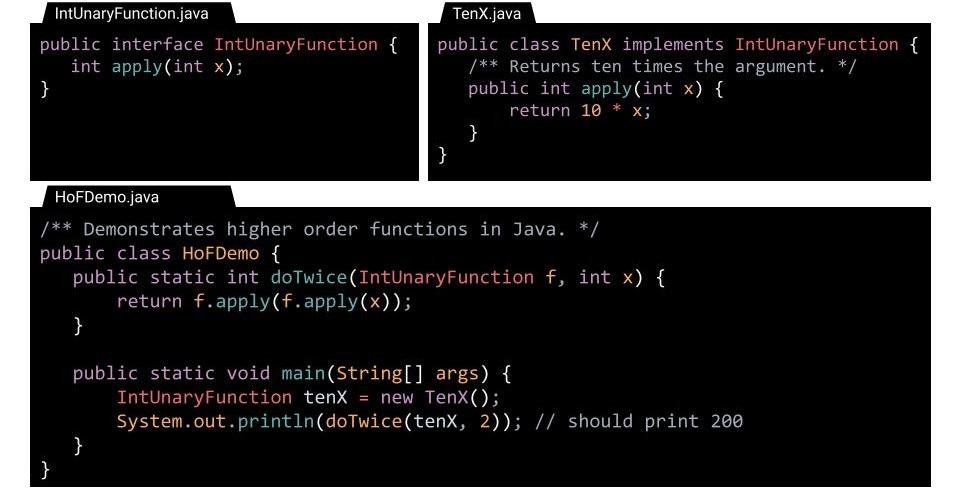 IntUnaryFunction.java
public interface IntUnaryFunction {
   int apply(int x);
}
TenX.java
public class TenX implements IntUnaryFunction {
   /** Returns ten times the argument. */
   public int apply(int x) {
       return 10 * x;
   }
}
HoFDemo.java
/** Demonstrates higher order functions in Java. */
public class HoFDemo {
   public static int doTwice(IntUnaryFunction f, int x) {
       return f.apply(f.apply(x));
   }
   public static void main(String[] args) {
       IntUnaryFunction tenX = new TenX();
       System.out.println(doTwice(tenX, 2)); // should print 200
   }
}